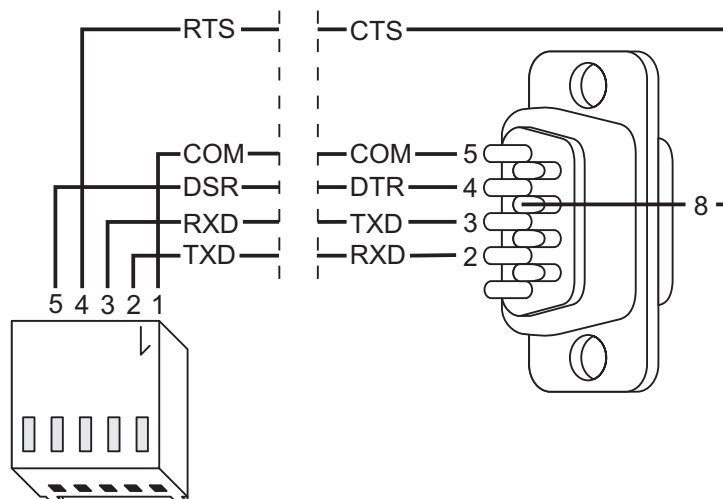 RTS CTS
COM COM 5
DSR DTR 4
8
RXD TXD 3
TXD RXD 2
5 4 3 2 1